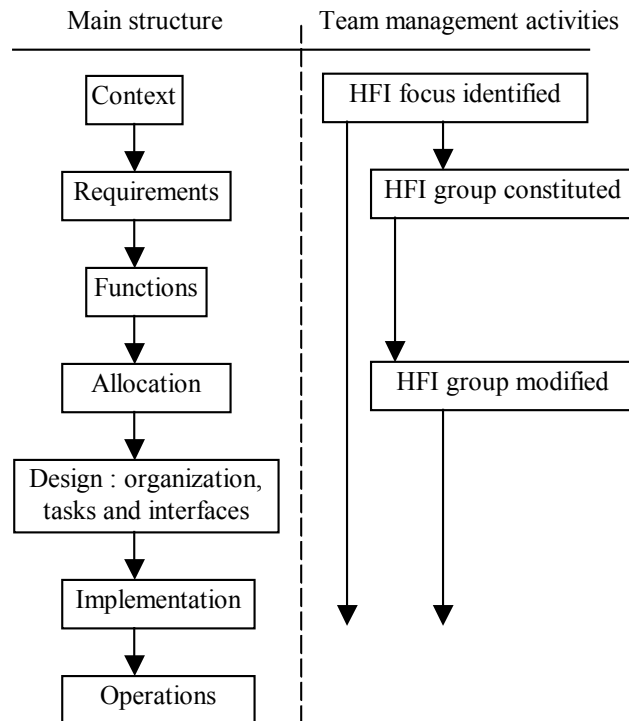 Main structure
Team management activities
Context
HFI focus identified
Requirements
HFI group constituted
Functions
Allocation
HFI group modified
Design : organization,
tasks and interfaces
Implementation
Operations